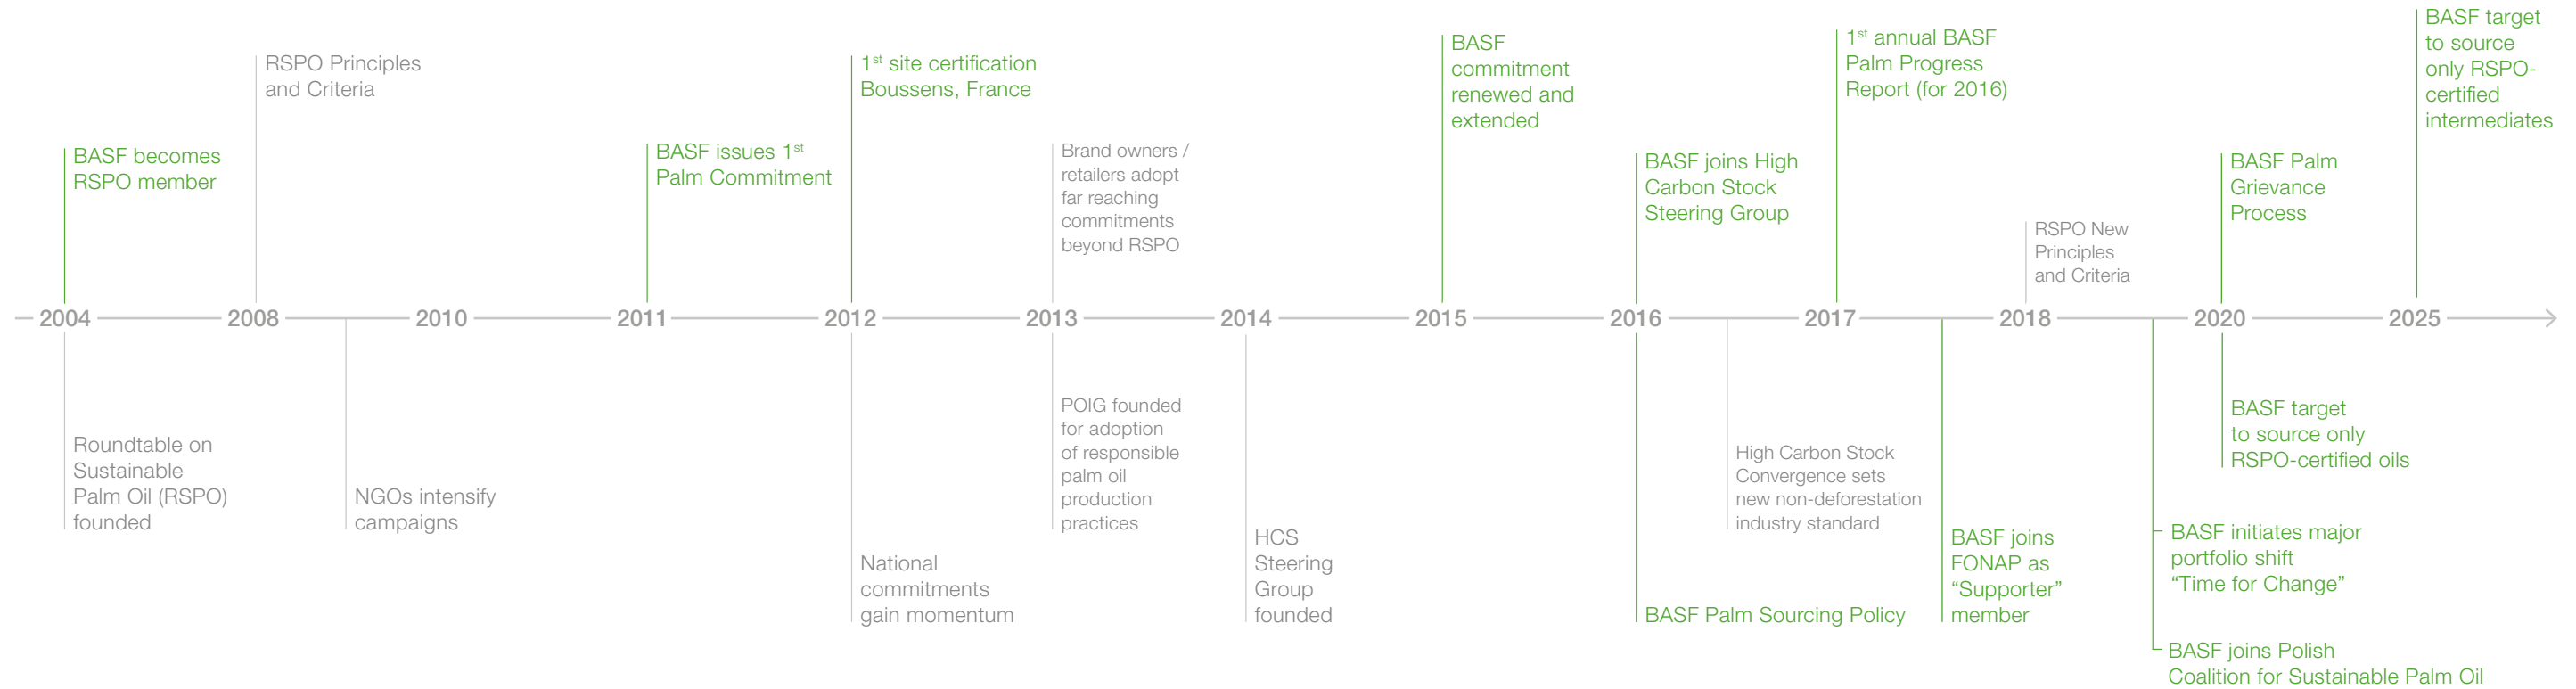 BASF becomes
RSPO member
RSPO Principles
and Criteria
BASF issues 1st
Palm Commitment
1st site certification
Boussens, France
Brand owners /
retailers adopt
far reaching
commitments
beyond RSPO
BASF
commitment
renewed and
extended
BASF joins High
Carbon Stock
Steering Group
1st annual BASF
Palm Progress
Report (for 2016)
RSPO New
Principles
and Criteria
BASF Palm
Grievance
Process
BASF target
to source
only RSPO-
certified
intermediates
2004 2008 2010 2011 2012 2013 2014 2015 2016 2017 2018 2020 2025
Roundtable on
Sustainable
Palm Oil (RSPO)
founded
NGOs intensify
campaigns
National
commitments
gain momentum
POIG founded
for adoption
of responsible
palm oil
production
practices
HCS
Steering
Group
founded
BASF Palm Sourcing Policy
High Carbon Stock
Convergence sets
new non-deforestation
industry standard
BASF joins
FONAP as
“Supporter”
member
BASF target
to source only
RSPO-certified oils
BASF initiates major
portfolio shift
“Time for Change”
BASF joins Polish
Coalition for Sustainable Palm Oil